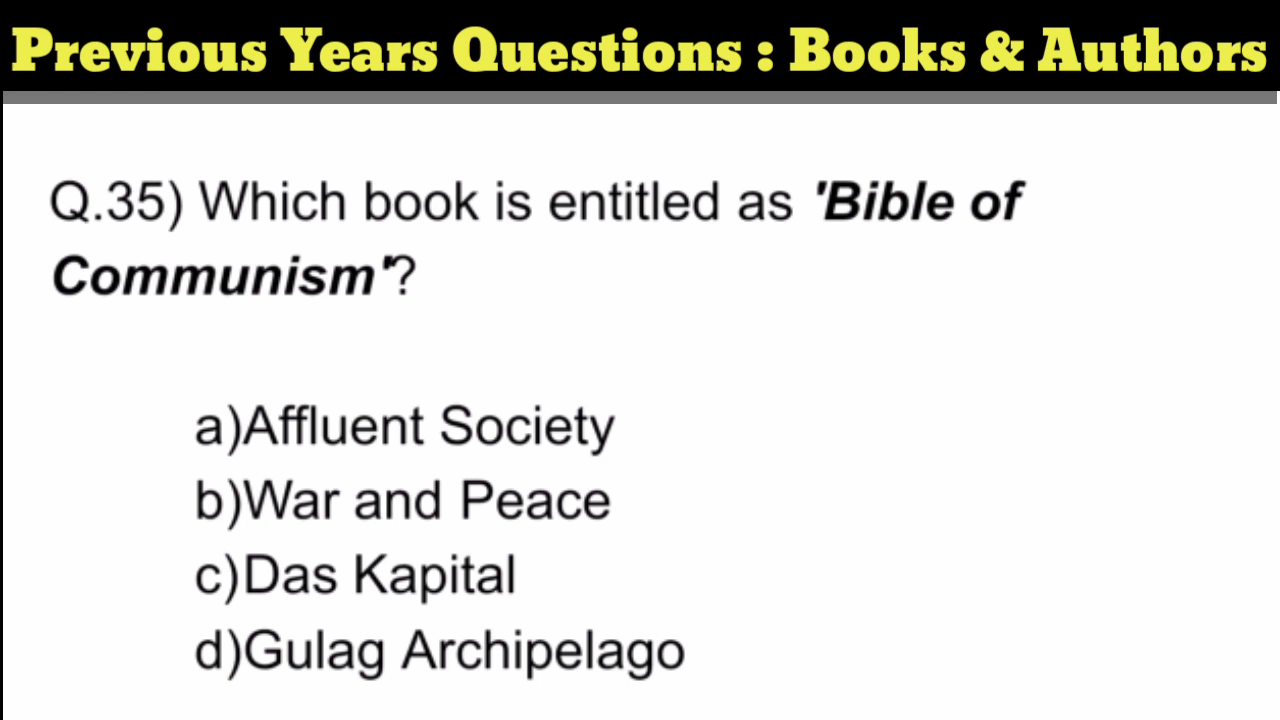 Previous Years Questions : Books & Authors
Q.35) Which book is entitled as 'Bible of
Communism'?
a)Affluent Society
b)War and Peace
c)Das Kapital
d)Gulag Archipelago